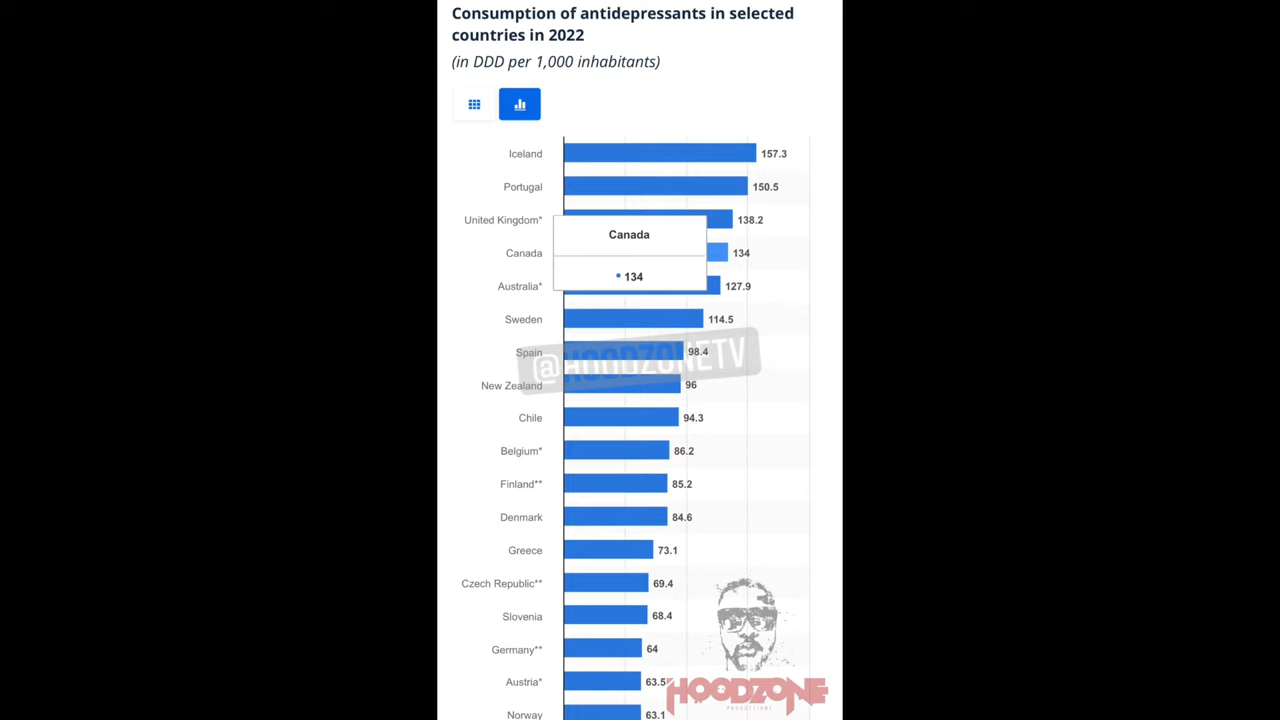 Consumption of antidepressants in selected
countries in 2022
(in DDD per 1,000 inhabitants)
Iceland 157.3
Portugal 150.5
United Kingdom* 138.2
Canada
Canada 134
134
Australia* 127.9
Sweden 114.5
Spain 98.4
@HOODZONETV
New Zealand 96
Chile 94.3
Belgium* 86.2
Finland** 85.2
Denmark 84.6
Greece 73.1
Czech Republic** 69.4
Slovenia 68.4
Germany** 64
Austria* 63.5
HOODZONE
PRODUCTIONS
Norway 63.1